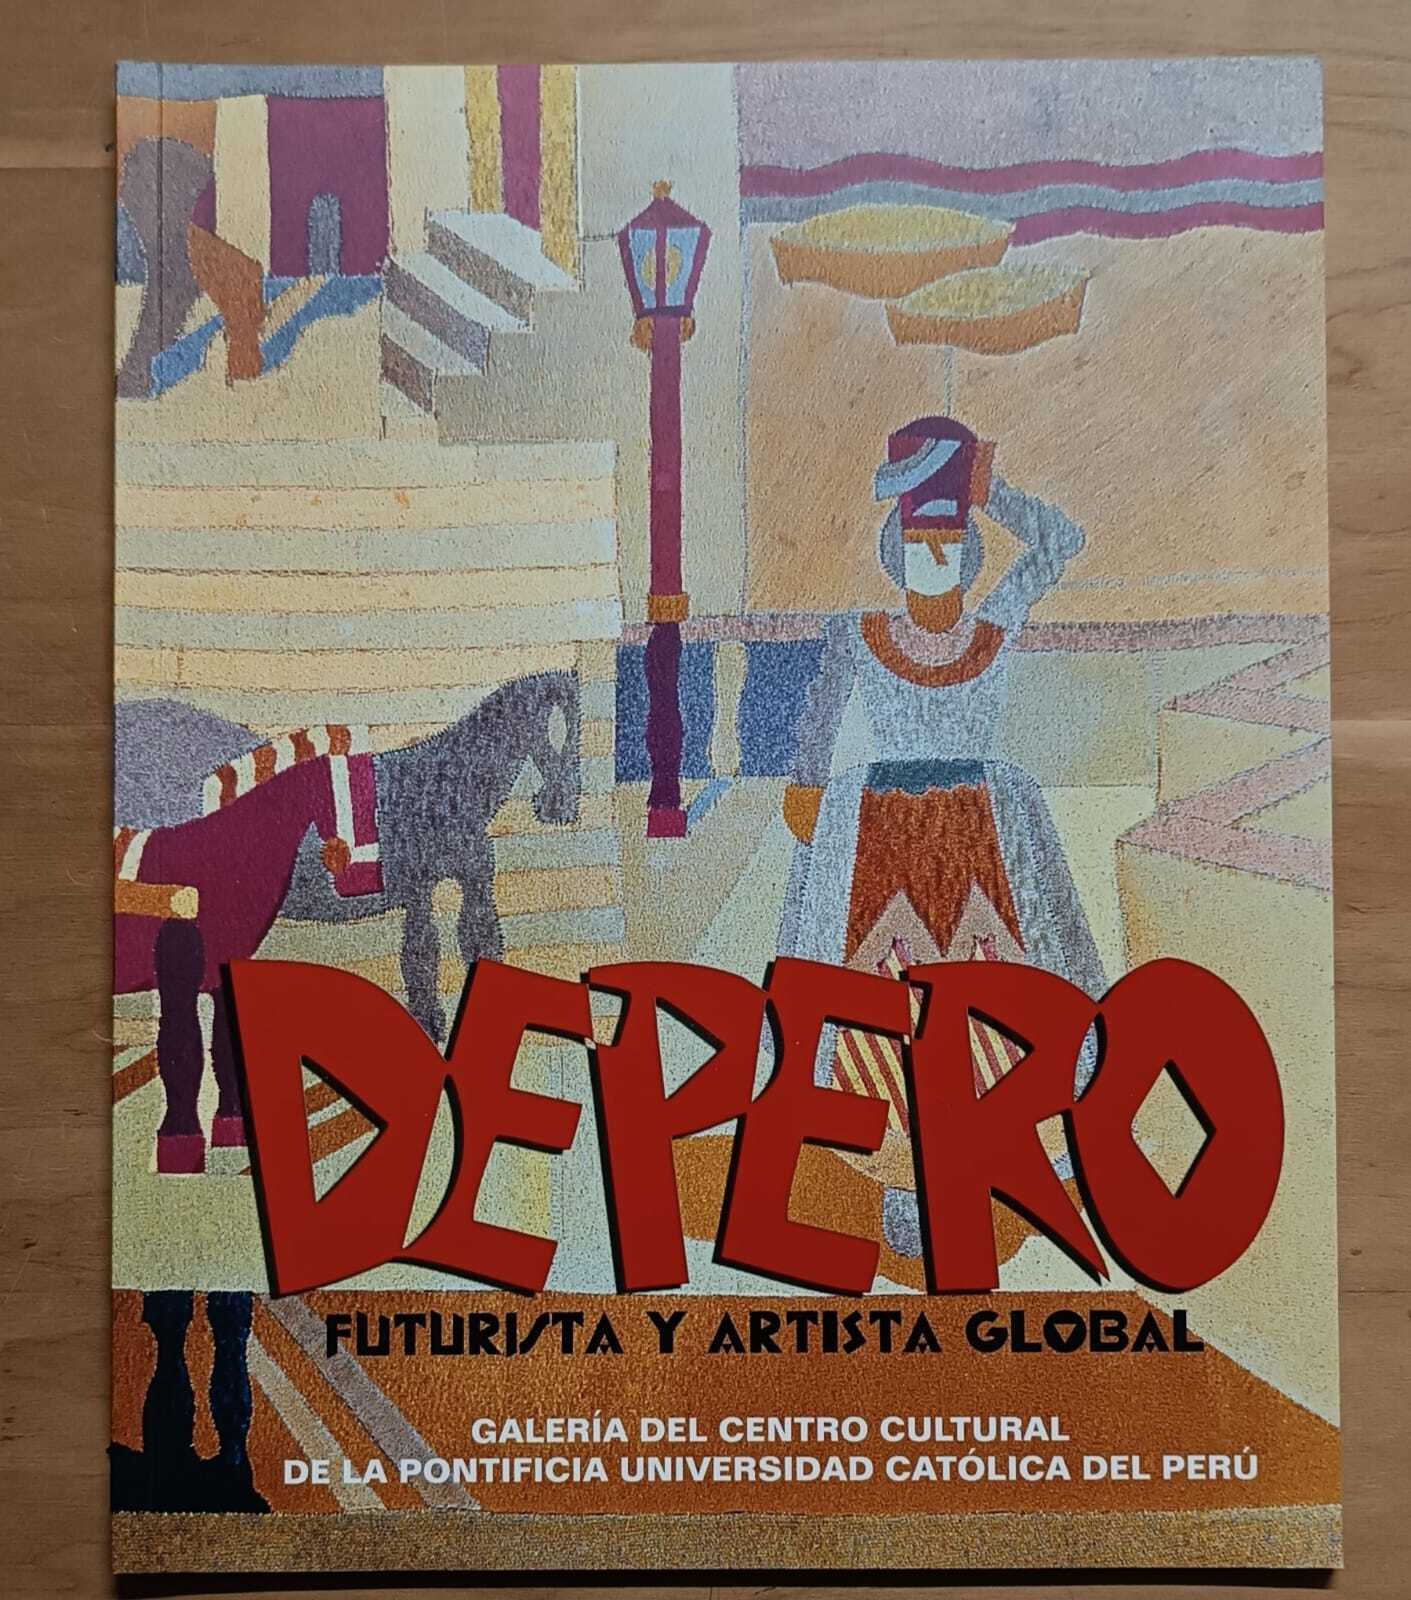 DEPERO
FUTURISTA Y ARTISTA GLOBAL
GALERÍA DEL CENTRO CULTURAL
DE LA PONTIFICIA UNIVERSIDAD CATÓLICA DEL PERÚ